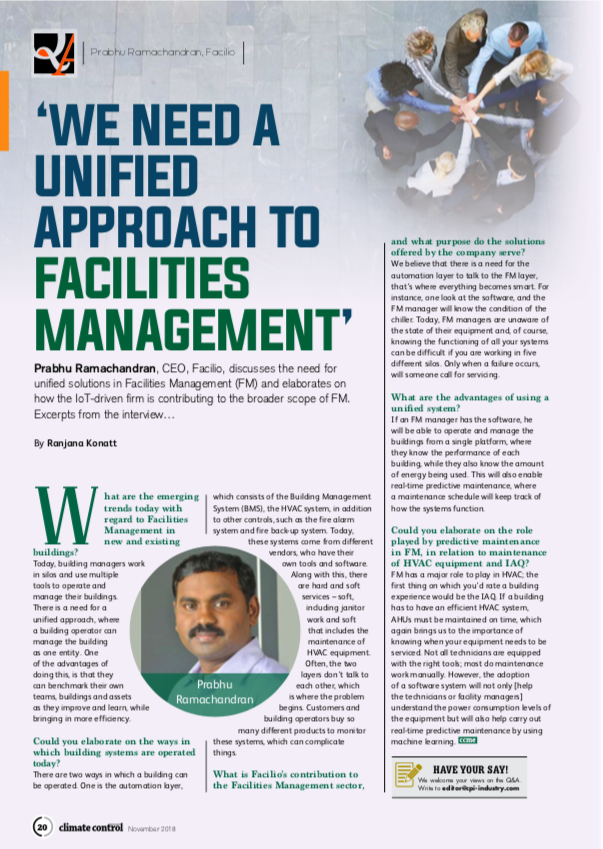 Prabhu Ramachandran, Facilio
‘WE NEED A
UNIFIED
APPROACH TO
FACILITIES
MANAGEMENT’
Prabhu Ramachandran, CEO, Facilio, discusses the need for
unified solutions in Facilities Management (FM) and elaborates on
how the IoT-driven firm is contributing to the broader scope of FM.
Excerpts from the interview…
By Ranjana Konatt
What are the emerging
trends today with
regard to Facilities
Management in
new and existing
buildings?
Today, building managers work
in silos and use multiple
tools to operate and
manage their buildings.
There is a need for a
unified approach, where
a building operator can
manage the building
as one entity. One
of the advantages of
doing this, is that they
can benchmark their own
teams, buildings and assets
as they improve and learn, while
bringing in more efficiency.
Could you elaborate on the ways in
which building systems are operated
today?
There are two ways in which a building can
be operated. One is the automation layer,
which consists of the Building Management
System (BMS), the HVAC system, in addition
to other controls, such as the fire alarm
system and fire back-up system. Today,
these systems come from different
vendors, who have their
own tools and software.
Along with this, there
are hard and soft
services – soft,
including janitor
work and soft
that includes the
maintenance of
HVAC equipment.
Often, the two
layers don't talk to
each other, which
is where the problem
begins. Customers and
building operators buy so
many different products to monitor
these systems, which can complicate
things.
Prabhu
Ramachandran
What is Facilio's contribution to
the Facilities Management sector,
and what purpose do the solutions
offered by the company serve?
We believe that there is a need for the
automation layer to talk to the FM layer,
that's where everything becomes smart. For
instance, one look at the software, and the
FM manager will know the condition of the
chiller. Today, FM managers are unaware of
the state of their equipment and, of course,
knowing the functioning of all your systems
can be difficult if you are working in five
different silos. Only when a failure occurs,
will someone call for servicing.
What are the advantages of using a
unified system?
If an FM manager has the software, he
will be able to operate and manage the
buildings from a single platform, where
they know the performance of each
building, while they also know the amount
of energy being used. This will also enable
real-time predictive maintenance, where
a maintenance schedule will keep track of
how the systems function.
Could you elaborate on the role
played by predictive maintenance
in FM, in relation to maintenance
of HVAC equipment and IAQ?
FM has a major role to play in HVAC; the
first thing on which you'd rate a building
experience would be the IAQ. If a building
has to have an efficient HVAC system,
AHUs must be maintained on time, which
again brings us to the importance of
knowing when your equipment needs to be
serviced. Not all technicians are equipped
with the right tools; most do maintenance
work manually. However, the adoption
of a software system will not only [help
the technicians or facility managers]
understand the power consumption levels of
the equipment but will also help carry out
real-time predictive maintenance by using
machine learning. ccme
HAVE YOUR SAY!
We welcome your views on the Q&A.
Write to editor@cpi-industry.com
20 climate control November 2018